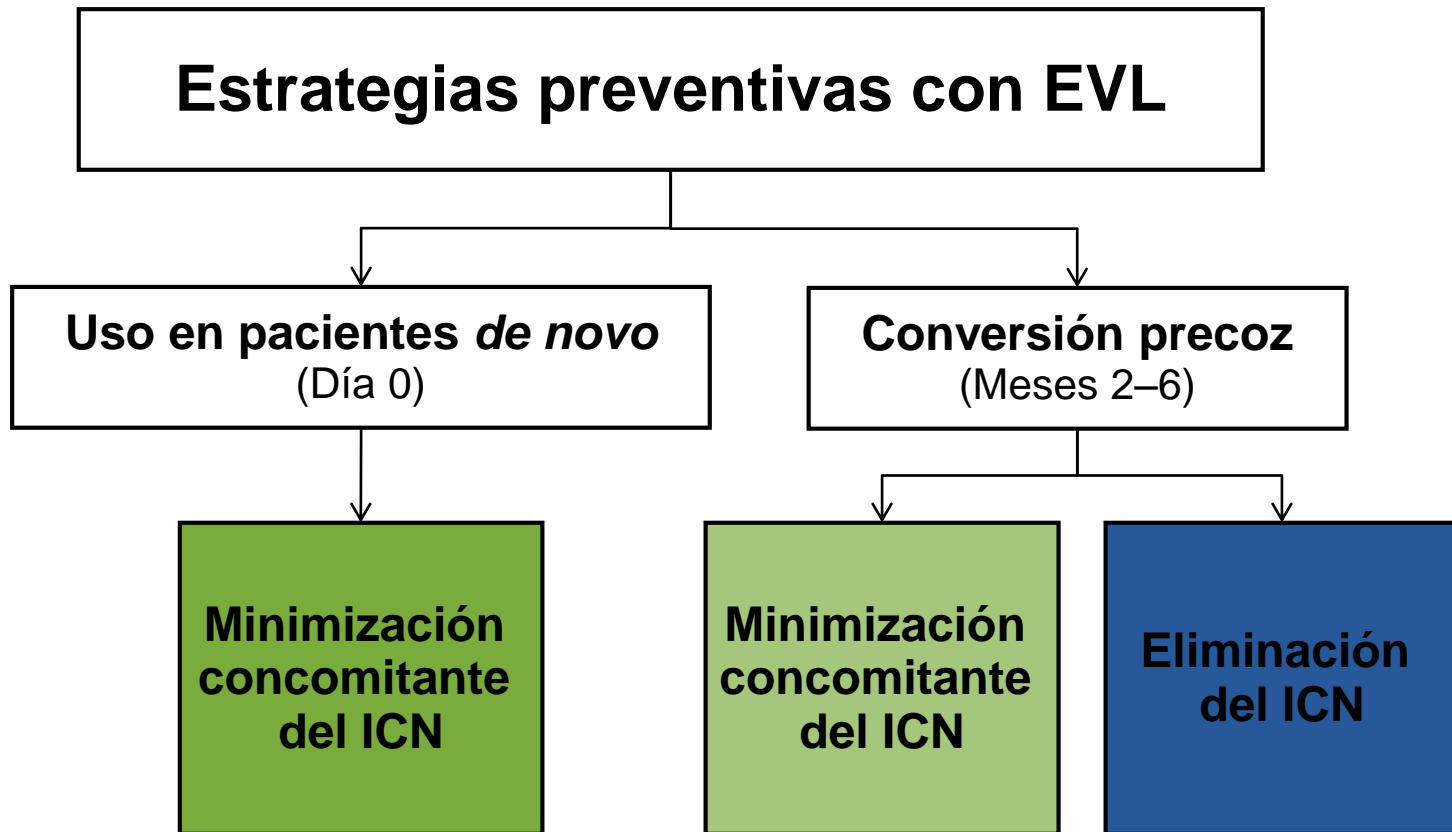 Estrategias preventivas con EVL
Uso en pacientes de novo
(Día 0)
Conversión precoz
(Meses 2–6)
Minimización
concomitante
del ICN
Minimización
concomitante
del ICN
Eliminación
del ICN